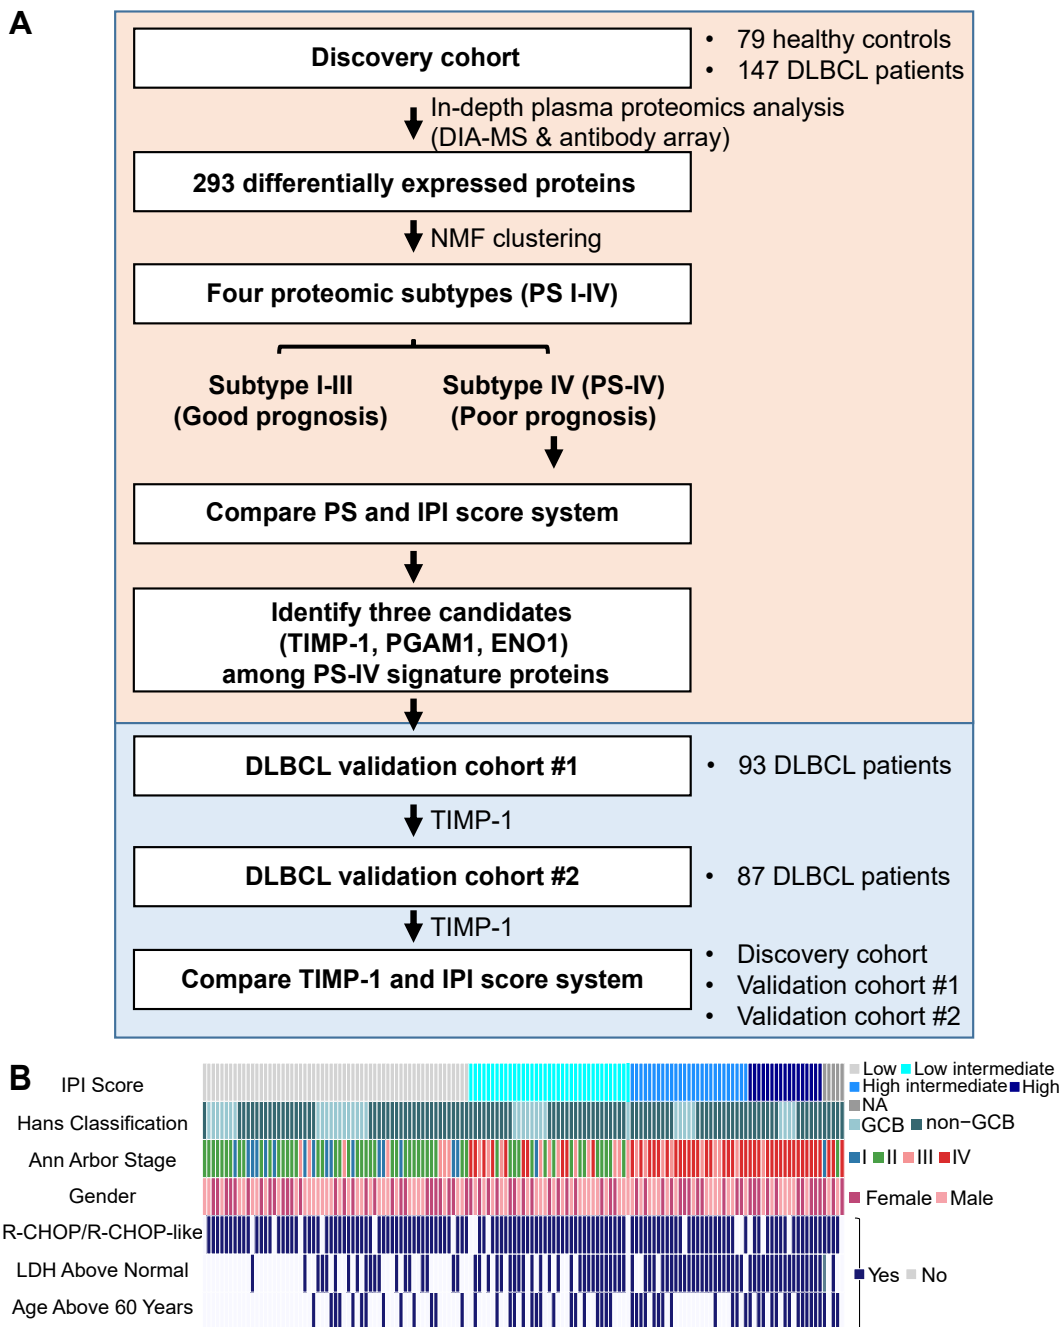 A
Discovery cohort
• 79 healthy controls
• 147 DLBCL patients
In-depth plasma proteomics analysis
(DIA-MS & antibody array)
293 differentially expressed proteins
NMF clustering
Four proteomic subtypes (PS I-IV)
Subtype I-III
(Good prognosis)
Subtype IV (PS-IV)
(Poor prognosis)
Compare PS and IPI score system
Identify three candidates
(TIMP-1, PGAM1, ENO1)
among PS-IV signature proteins
DLBCL validation cohort #1
• 93 DLBCL patients
TIMP-1
DLBCL validation cohort #2
• 87 DLBCL patients
TIMP-1
Compare TIMP-1 and IPI score system
• Discovery cohort
• Validation cohort #1
• Validation cohort #2
B
IPI Score
Low Low intermediate
High intermediate High
NA
Hans Classification
GCB non−GCB
Ann Arbor Stage
I II III IV
Gender
Female Male
R-CHOP/R-CHOP-like
LDH Above Normal
Yes No
Age Above 60 Years